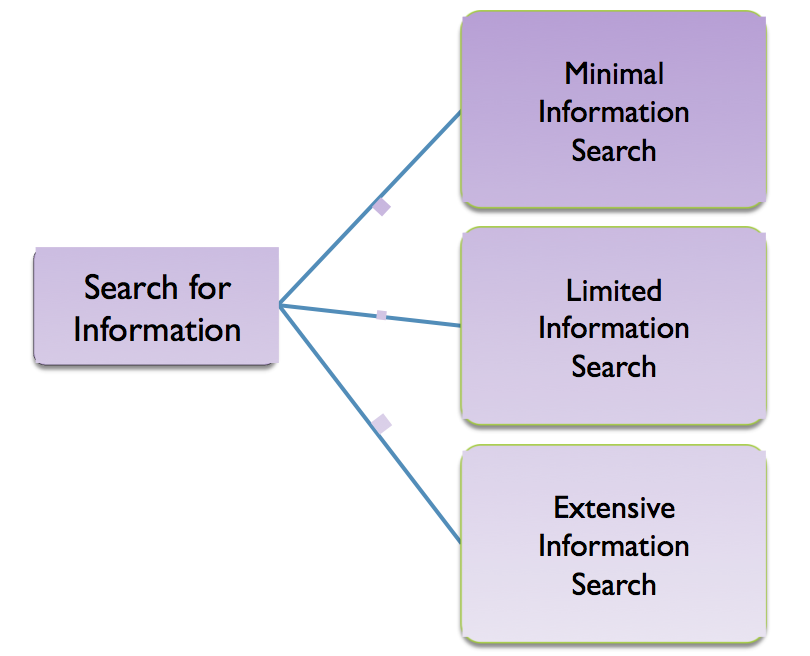 Search for
Information
Minimal
Information
Search
Limited
Information
Search
Extensive
Information
Search